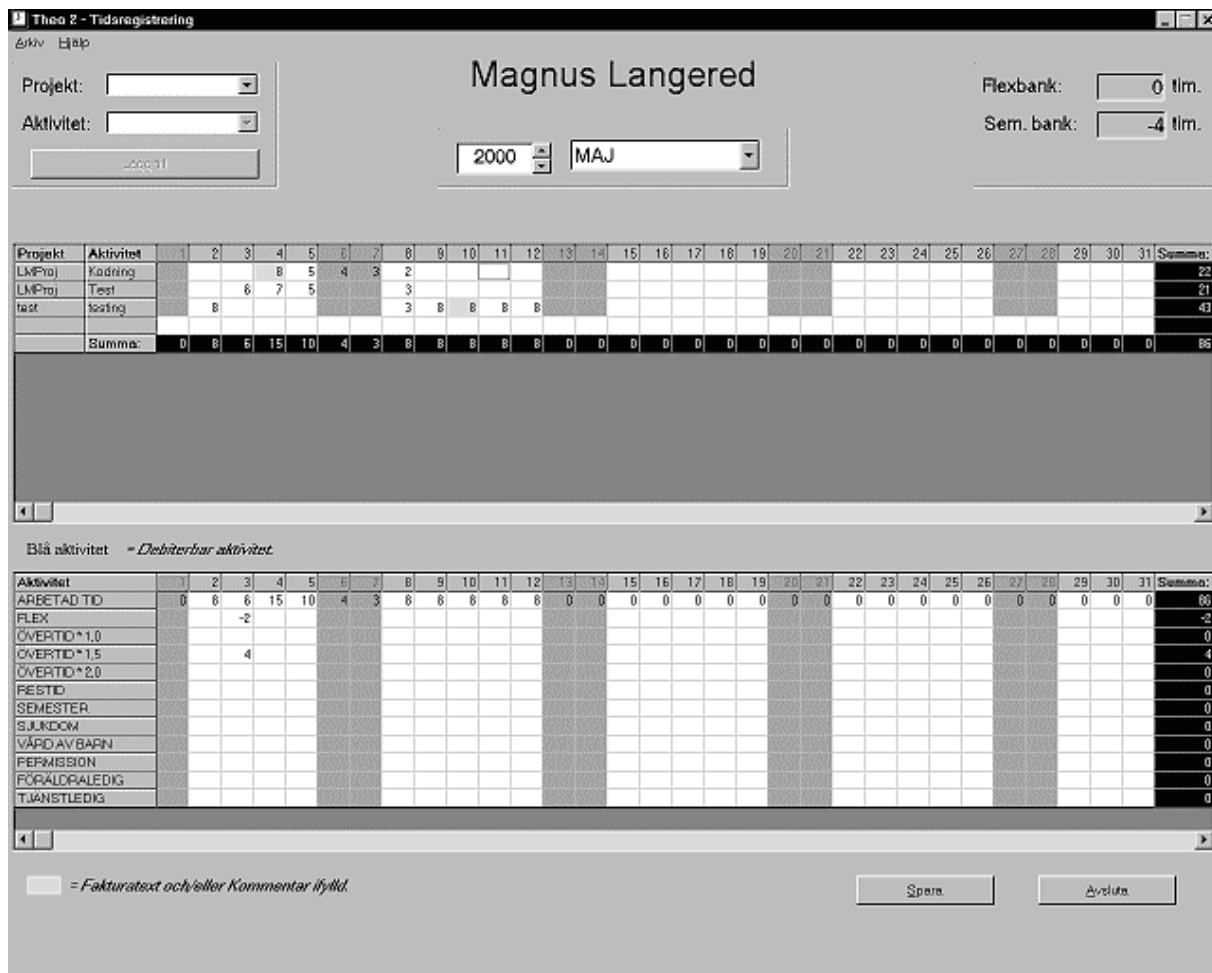 Theo 2 - Tidsregistrering
Arkiv Hjälp
Projekt:
Aktivitet:
Lägg till
Magnus Langered
2000 MAJ
Flexbank: 0 tim.
Sem. bank: -4 tim.
Projekt Aktivitet 1 2 3 4 5 6 7 8 9 10 11 12 13 14 15 16 17 18 19 20 21 22 23 24 25 26 27 28 29 30 31 Summa:
LMProj Kodning 8 5 4 3 2 22
LMProj Test 6 7 5 3 21
test testing 8 3 8 8 8 8 43
Summa: 0 8 6 15 10 4 3 8 8 8 8 8 0 0 0 0 0 0 0 0 0 0 0 0 0 0 0 0 0 0 0 86
Blå aktivitet = Debiterbar aktivitet.
Aktivitet 1 2 3 4 5 6 7 8 9 10 11 12 13 14 15 16 17 18 19 20 21 22 23 24 25 26 27 28 29 30 31 Summa:
ARBETAD TID 0 8 6 15 10 4 3 8 8 8 8 8 0 0 0 0 0 0 0 0 0 0 0 0 0 0 0 0 0 0 0 86
FLEX -2 -2
ÖVERTID * 1,0 0
ÖVERTID * 1,5 4 4
ÖVERTID * 2,0 0
RESTID 0
SEMESTER 0
SJUKDOM 0
VÅRD AV BARN 0
PERMISSION 0
FÖRÄLDRALEDIG 0
TJÄNSTLEDIG 0
= Fakturatext och/eller Kommentar ifylld.
Spara Avsluta